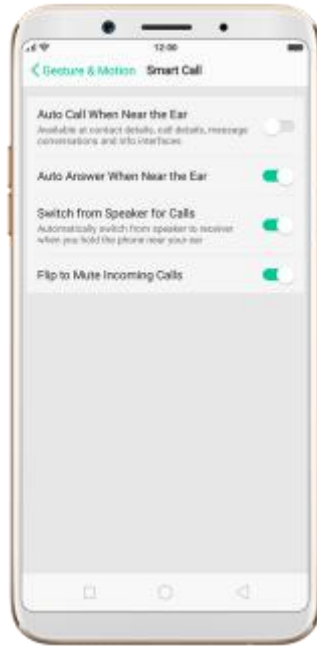 12:00
Gesture & Motion Smart Call
Auto Call When Near the Ear
Available at contact details, call details, message
conversations and info interfaces
Auto Answer When Near the Ear
Switch from Speaker for Calls
Automatically switch from speaker to receiver
when you hold the phone near your ear
Flip to Mute Incoming Calls